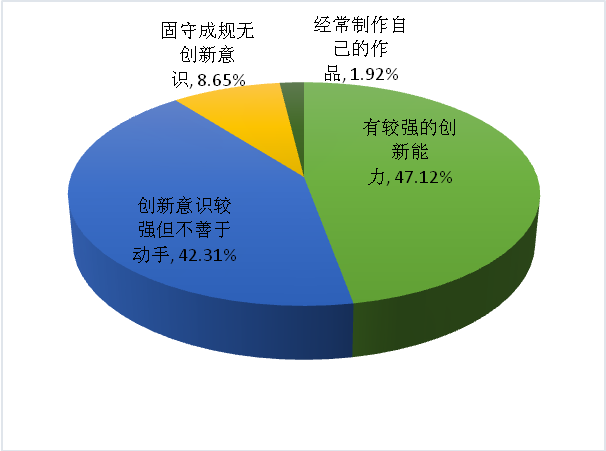 固守成规无
创新意
识, 8.65%
经常制作自
己的作
品, 1.92%
有较强的创
新能
力, 47.12%
创新意识较
强但不善于
动手, 42.31%